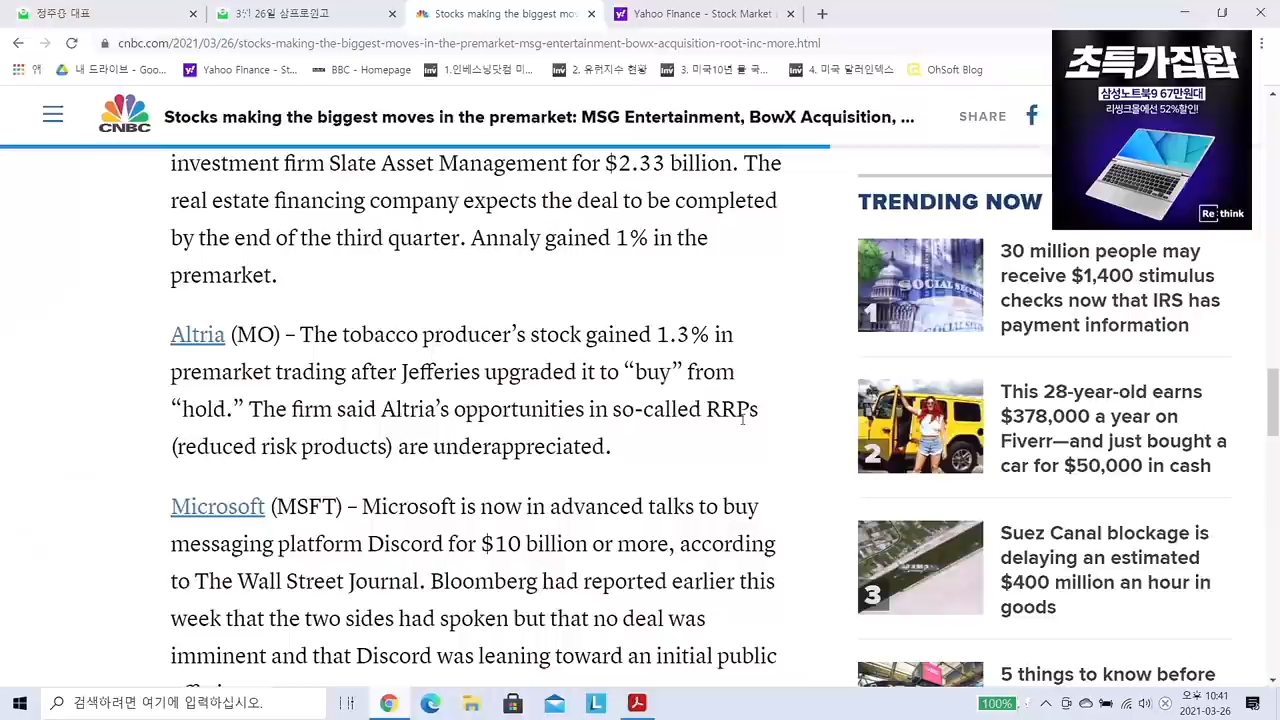 정주용 대표
3월 26일 삼프로원고
Stocks making the biggest mov
Yahoo Finance - Stock Market
cnbc.com/2021/03/26/stocks-making-the-biggest-moves-in-the-premarket-msg-entertainment-bowx-acquisition-root-inc-more.html
앱
내 드라이브 - Goo...
Yahoo Finance - St...
BBC - Homepage
1.인베스팅닷컴 미...
2. 유럽지수 현황
3. 미국10년 물 국...
4. 미국 달러인덱스
OhSoft Blog
초특가집합
삼성노트북9 67만원대
리씽크몰에선 52%할인!
Re:think
CNBC
Stocks making the biggest moves in the premarket: MSG Entertainment, BowX Acquisition, ...
SHARE
investment firm Slate Asset Management for $2.33 billion. The
real estate financing company expects the deal to be completed
by the end of the third quarter. Annaly gained 1% in the
premarket.
Altria (MO) – The tobacco producer’s stock gained 1.3% in
premarket trading after Jefferies upgraded it to “buy” from
“hold.” The firm said Altria’s opportunities in so-called RRPs
(reduced risk products) are underappreciated.
Microsoft (MSFT) – Microsoft is now in advanced talks to buy
messaging platform Discord for $10 billion or more, according
to The Wall Street Journal. Bloomberg had reported earlier this
week that the two sides had spoken but that no deal was
imminent and that Discord was leaning toward an initial public
TRENDING NOW
SOCIAL SECURITY
1
30 million people may
receive $1,400 stimulus
checks now that IRS has
payment information
2
This 28-year-old earns
$378,000 a year on
Fiverr—and just bought a
car for $50,000 in cash
3
Suez Canal blockage is
delaying an estimated
$400 million an hour in
goods
5 things to know before
검색하려면 여기에 입력하십시오.
100%
오후 10:41
2021-03-26